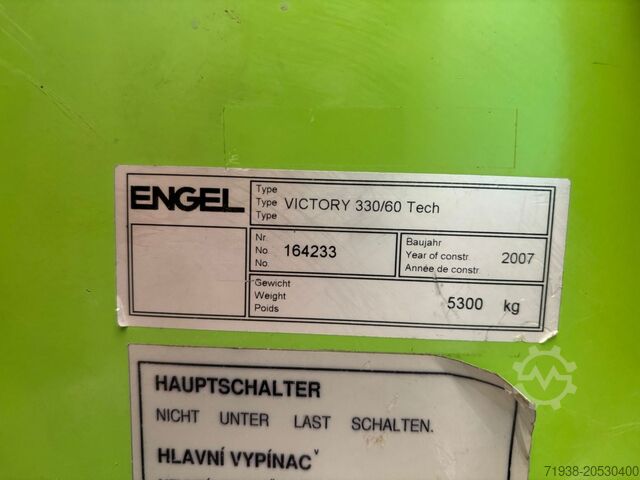 ENGEL
Type
Type VICTORY 330/60 Tech
Type
Nr.
No. 164233
No.
Baujahr
Year of constr. 2007
Année de constr.
Gewicht
Weight 5300 kg
Poids
HAUPTSCHALTER
NICHT UNTER LAST SCHALTEN.
HLAVNÍ VYPÍNAČ
71938-20530400